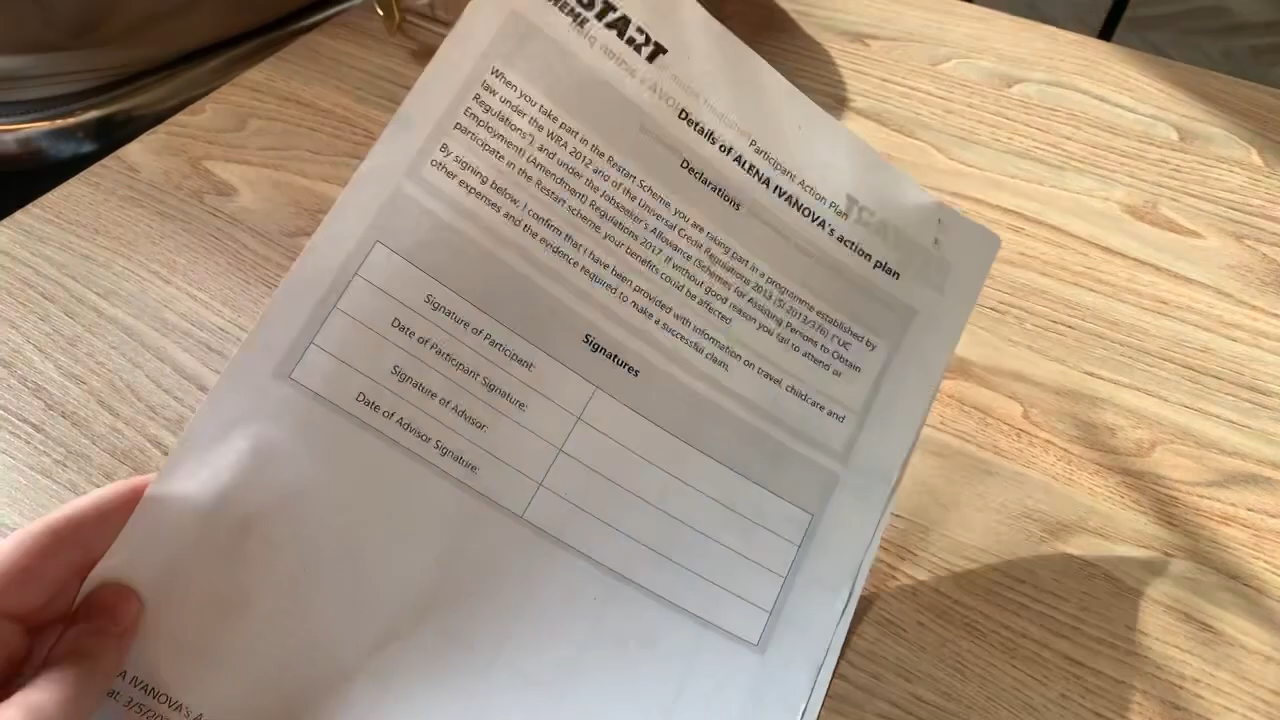 START
HEME
Participant Action Plan
Details of ALENA IVANOVA's action plan
Declarations
When you take part in the Restart Scheme, you are taking part in a programme established by
law under the WRA 2012 and of the Universal Credit Regulations 2013 (SI 2013/376) ("UC
Regulations"), and under the Jobseeker's Allowance (Schemes for Assisting Persons to Obtain
Employment) (Amendment) Regulations 2017. If without good reason you fail to attend or
participate in the Restart scheme, your benefits could be affected
By signing below, I confirm that I have been provided with information on travel, childcare and
other expenses and the evidence required to make a successful claim.
Signatures
Signature of Participant:
Date of Participant Signature:
Signature of Advisor:
Date of Advisor Signature:
A IVANOVA's A
at: 3/5/20